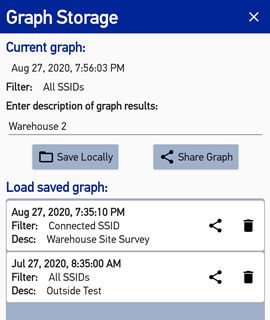 Graph Storage
Current graph:
Aug 27, 2020, 7:56:03 PM
Filter: All SSIDs
Enter description of graph results:
Warehouse 2
Save Locally
Share Graph
Load saved graph:
Aug 27, 2020, 7:35:10 PM
Filter: Connected SSID
Desc: Warehouse Site Survey
Jul 27, 2020, 8:35:00 AM
Filter: All SSIDs
Desc: Outside Test